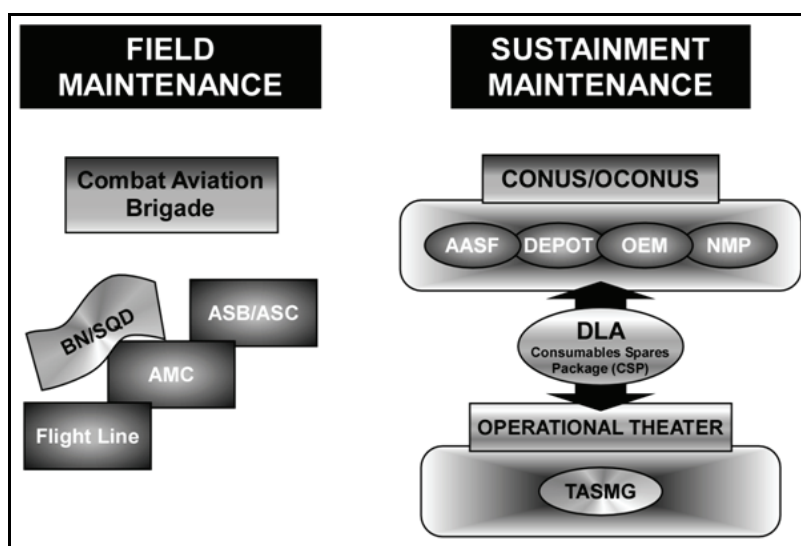 FIELD
MAINTENANCE
Combat Aviation
Brigade
BN/SQD
ASB/ASC
AMC
Flight Line
SUSTAINMENT
MAINTENANCE
CONUS/OCONUS
AASF DEPOT OEM NMP
DLA
Consumables Spares
Package (CSP)
OPERATIONAL THEATER
TASMG